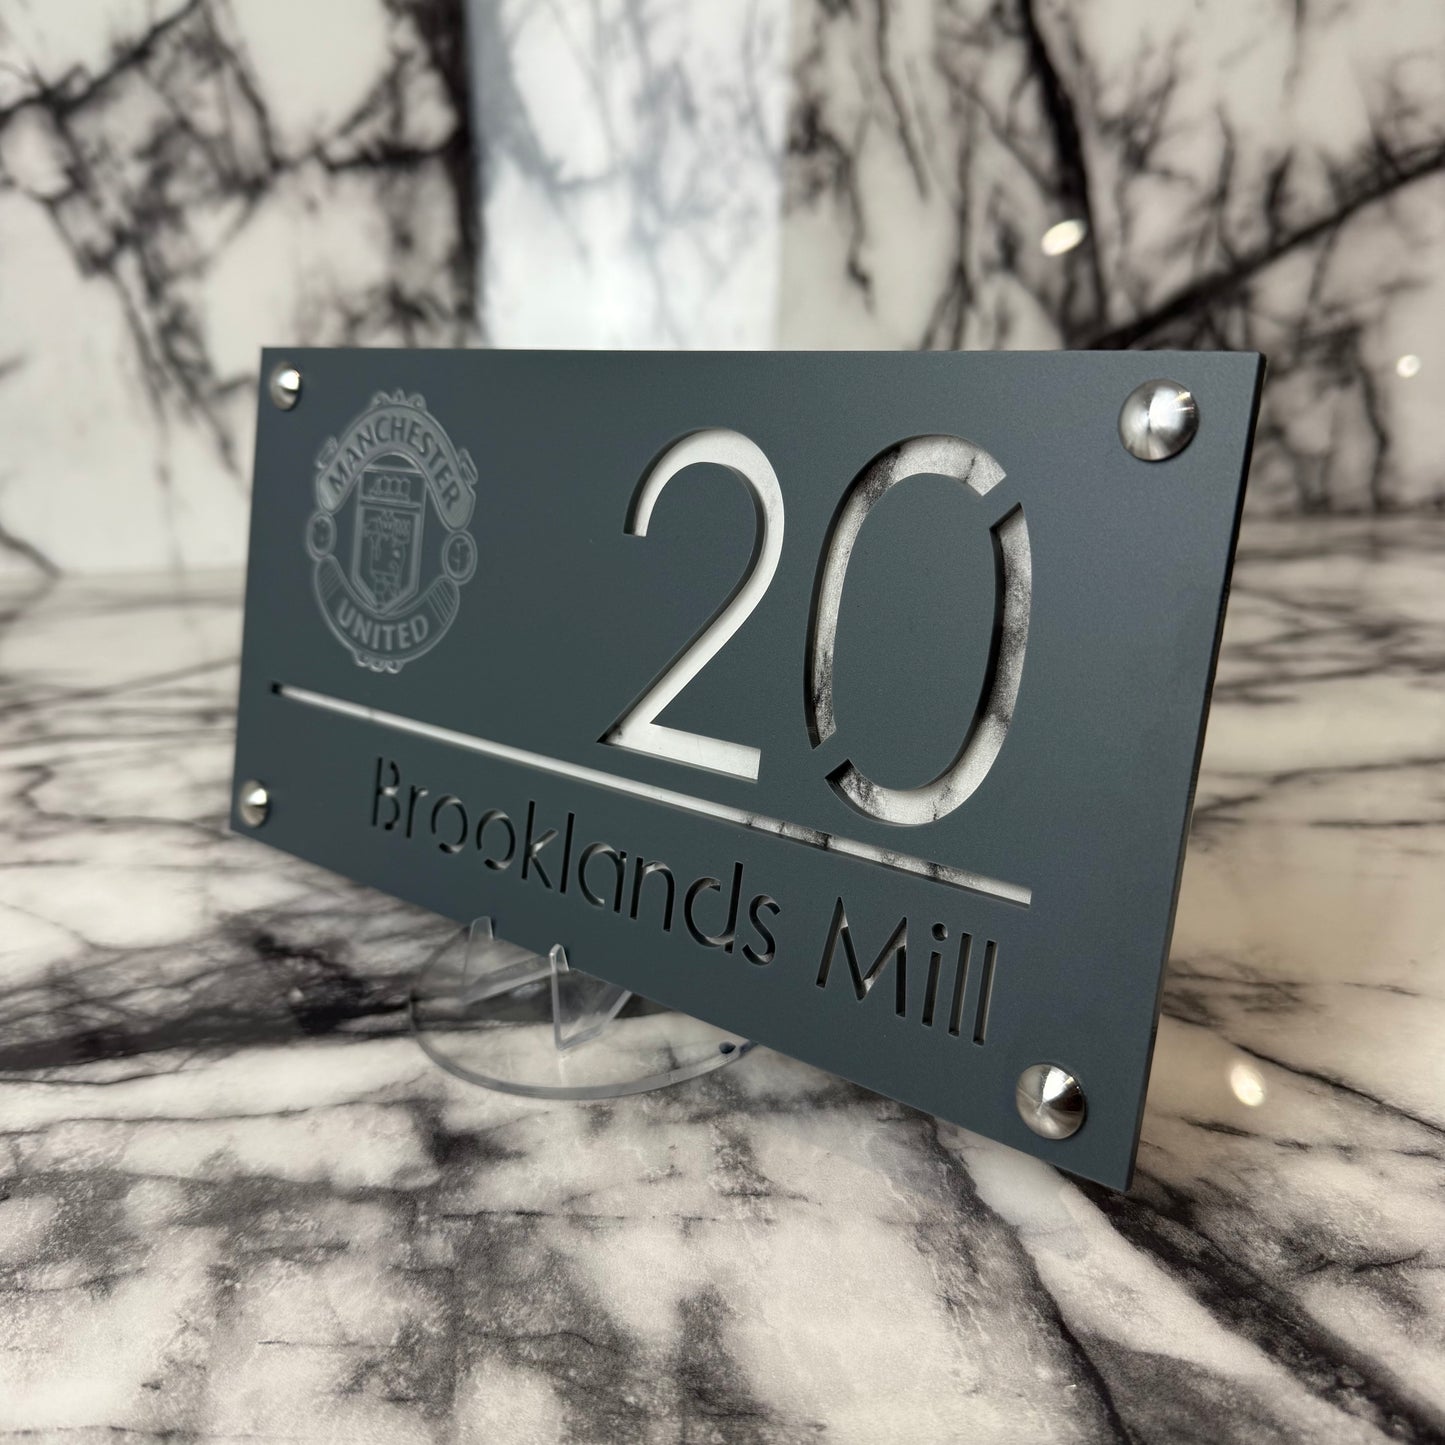 MANCHESTER
UNITED
20
Brooklands Mill